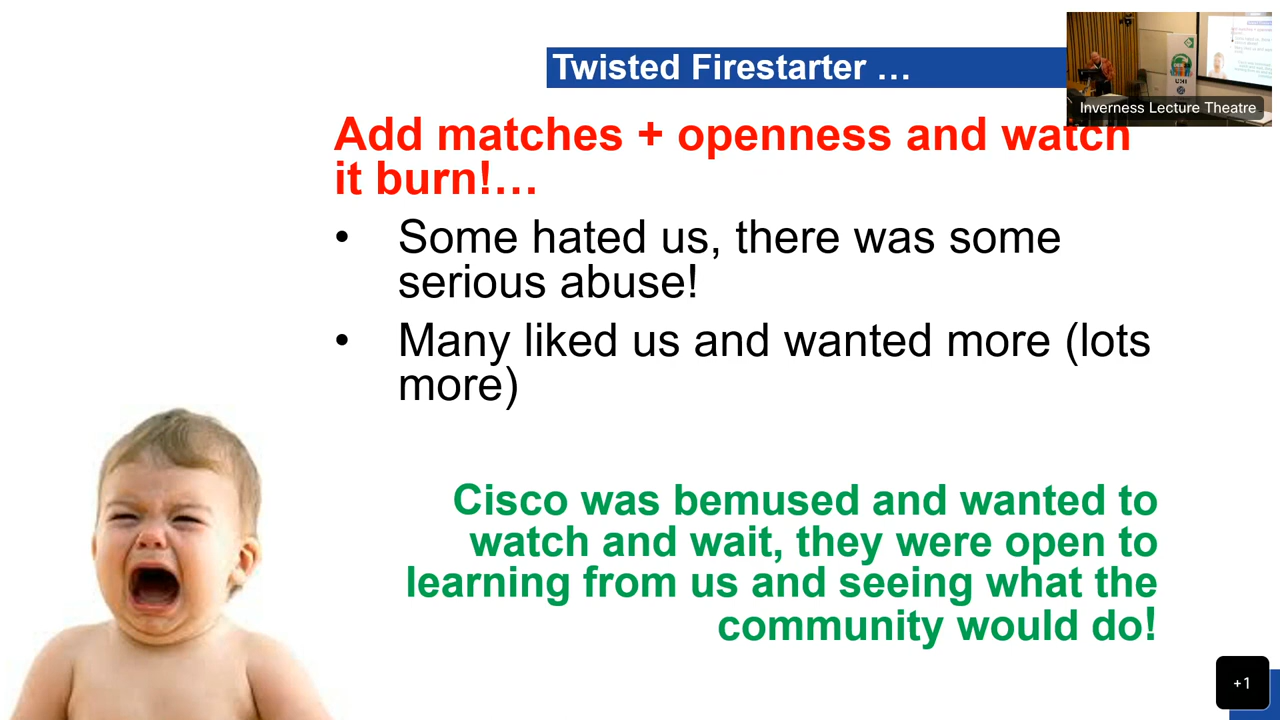 Twisted Firestarter …
Inverness Lecture Theatre
Add matches + openness and watch
it burn!…
• Some hated us, there was some
serious abuse!
• Many liked us and wanted more (lots
more)
Cisco was bemused and wanted to
watch and wait, they were open to
learning from us and seeing what the
community would do!
+1